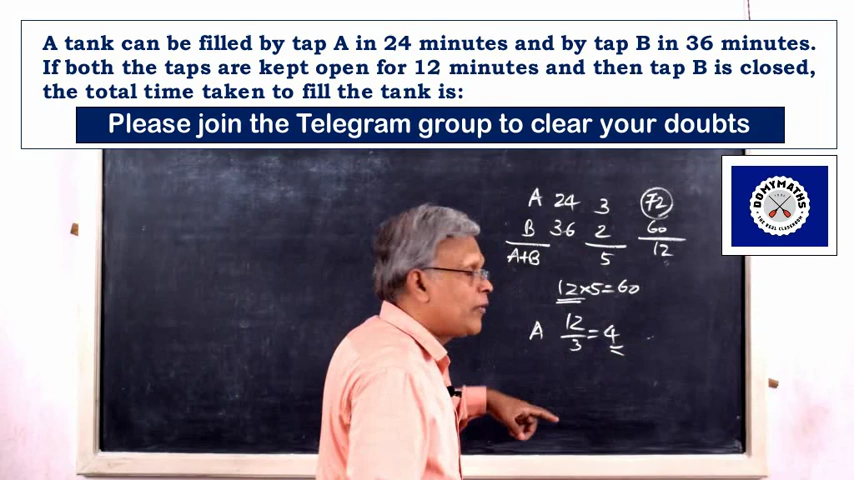 A tank can be filled by tap A in 24 minutes and by tap B in 36 minutes.
If both the taps are kept open for 12 minutes and then tap B is closed,
the total time taken to fill the tank is:
Please join the Telegram group to clear your doubts
DOMYMATHS
THE REAL CLASSROOM
A 24 3 72
B 36 2 60
A+B 5 12
12×5=60
A 12/3=4